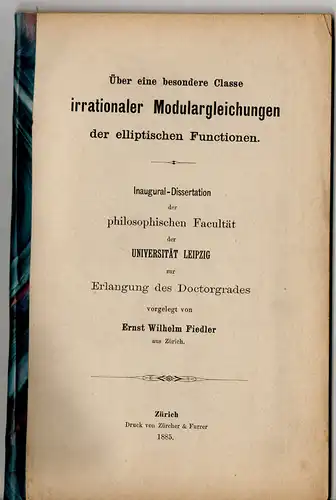 Über eine besondere Classe
irrationaler Modulargleichungen
der elliptischen Functionen.
Inaugural-Dissertation
der
philosophischen Facultät
der
UNIVERSITÄT LEIPZIG
zur
Erlangung des Doctorgrades
vorgelegt von
Ernst Wilhelm Fiedler
aus Zürich.
Zürich
Druck von Zürcher & Furrer
1885.